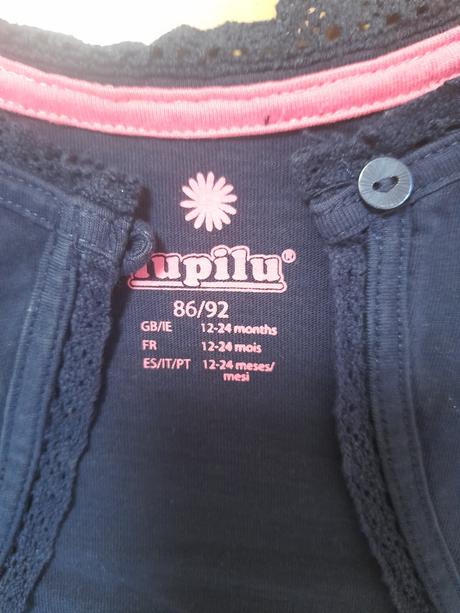 lupilu®
86/92
GB/IE 12-24 months
FR 12-24 mois
ES/IT/PT 12-24 meses/
mesi